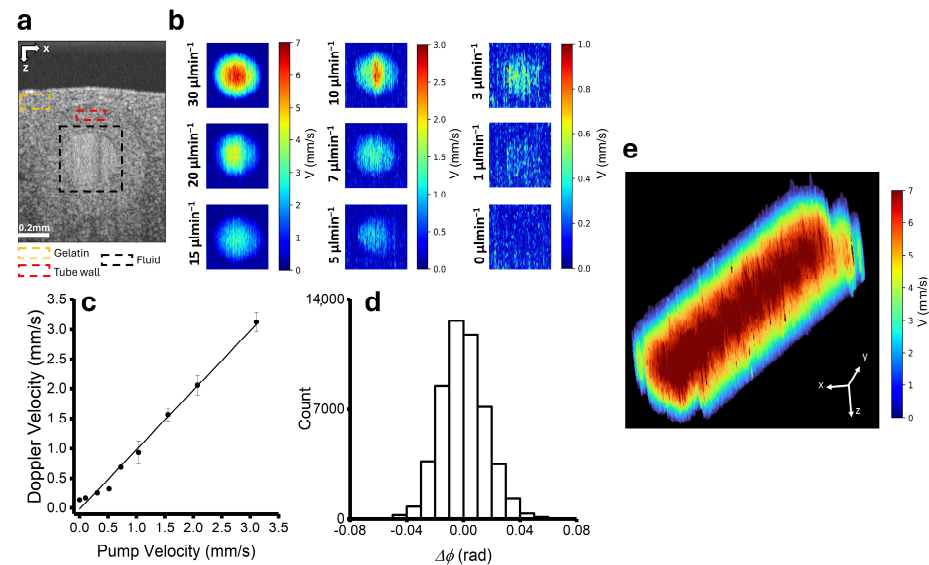 a
x
z
0.2mm
Gelatin
Tube wall
Fluid
b
30 µlmin⁻¹
20 µlmin⁻¹
15 µlmin⁻¹
7
6
5
4
3
2
1
0
V (mm/s)
10 µlmin⁻¹
7 µlmin⁻¹
5 µlmin⁻¹
3.0
2.5
2.0
1.5
1.0
0.5
0.0
V (mm/s)
3 µlmin⁻¹
1 µlmin⁻¹
0 µlmin⁻¹
1.0
0.8
0.6
0.4
0.2
0.0
V (mm/s)
c
Doppler Velocity (mm/s)
3.5
3.0
2.5
2.0
1.5
1.0
0.5
0.0
0.0 0.5 1.0 1.5 2.0 2.5 3.0 3.5
Pump Velocity (mm/s)
d
Count
14,000
7000
0
-0.08 -0.04 0.00 0.04 0.08
Δϕ (rad)
e
x
y
z
7
6
5
4
3
2
1
0
V (mm/s)